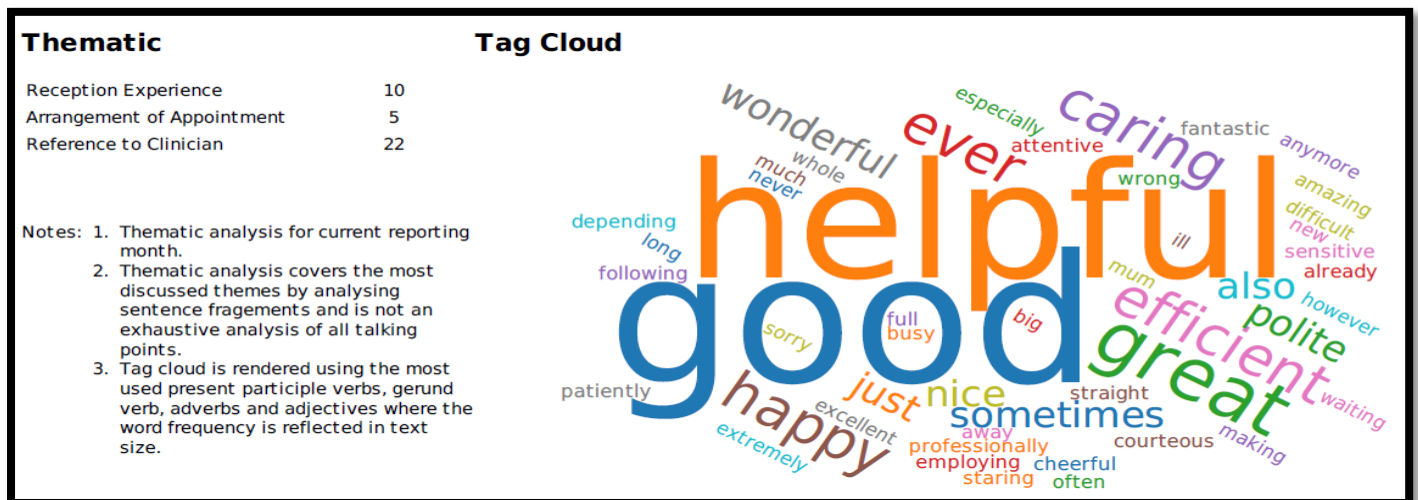 Thematic
Reception Experience 10
Arrangement of Appointment 5
Reference to Clinician 22
Notes: 1. Thematic analysis for current reporting
month.
2. Thematic analysis covers the most
discussed themes by analysing
sentence fragements and is not an
exhaustive analysis of all talking
points.
3. Tag cloud is rendered using the most
used present participle verbs, gerund
verb, adverbs and adjectives where the
word frequency is reflected in text
size.
Tag Cloud
wonderful
especially
caring
ever
fantastic
attentive
anymore
whole
much
never
helpful
wrong
amazing
difficult
new
depending
long
ill
sensitive
following
already
mum
also
however
good
efficient
polite
full
busy
big
sorry
great
patiently
happy
just
nice
straight
sometimes
waiting
excellent
away
courteous
making
extremely
professionally
employing
cheerful
staring
often